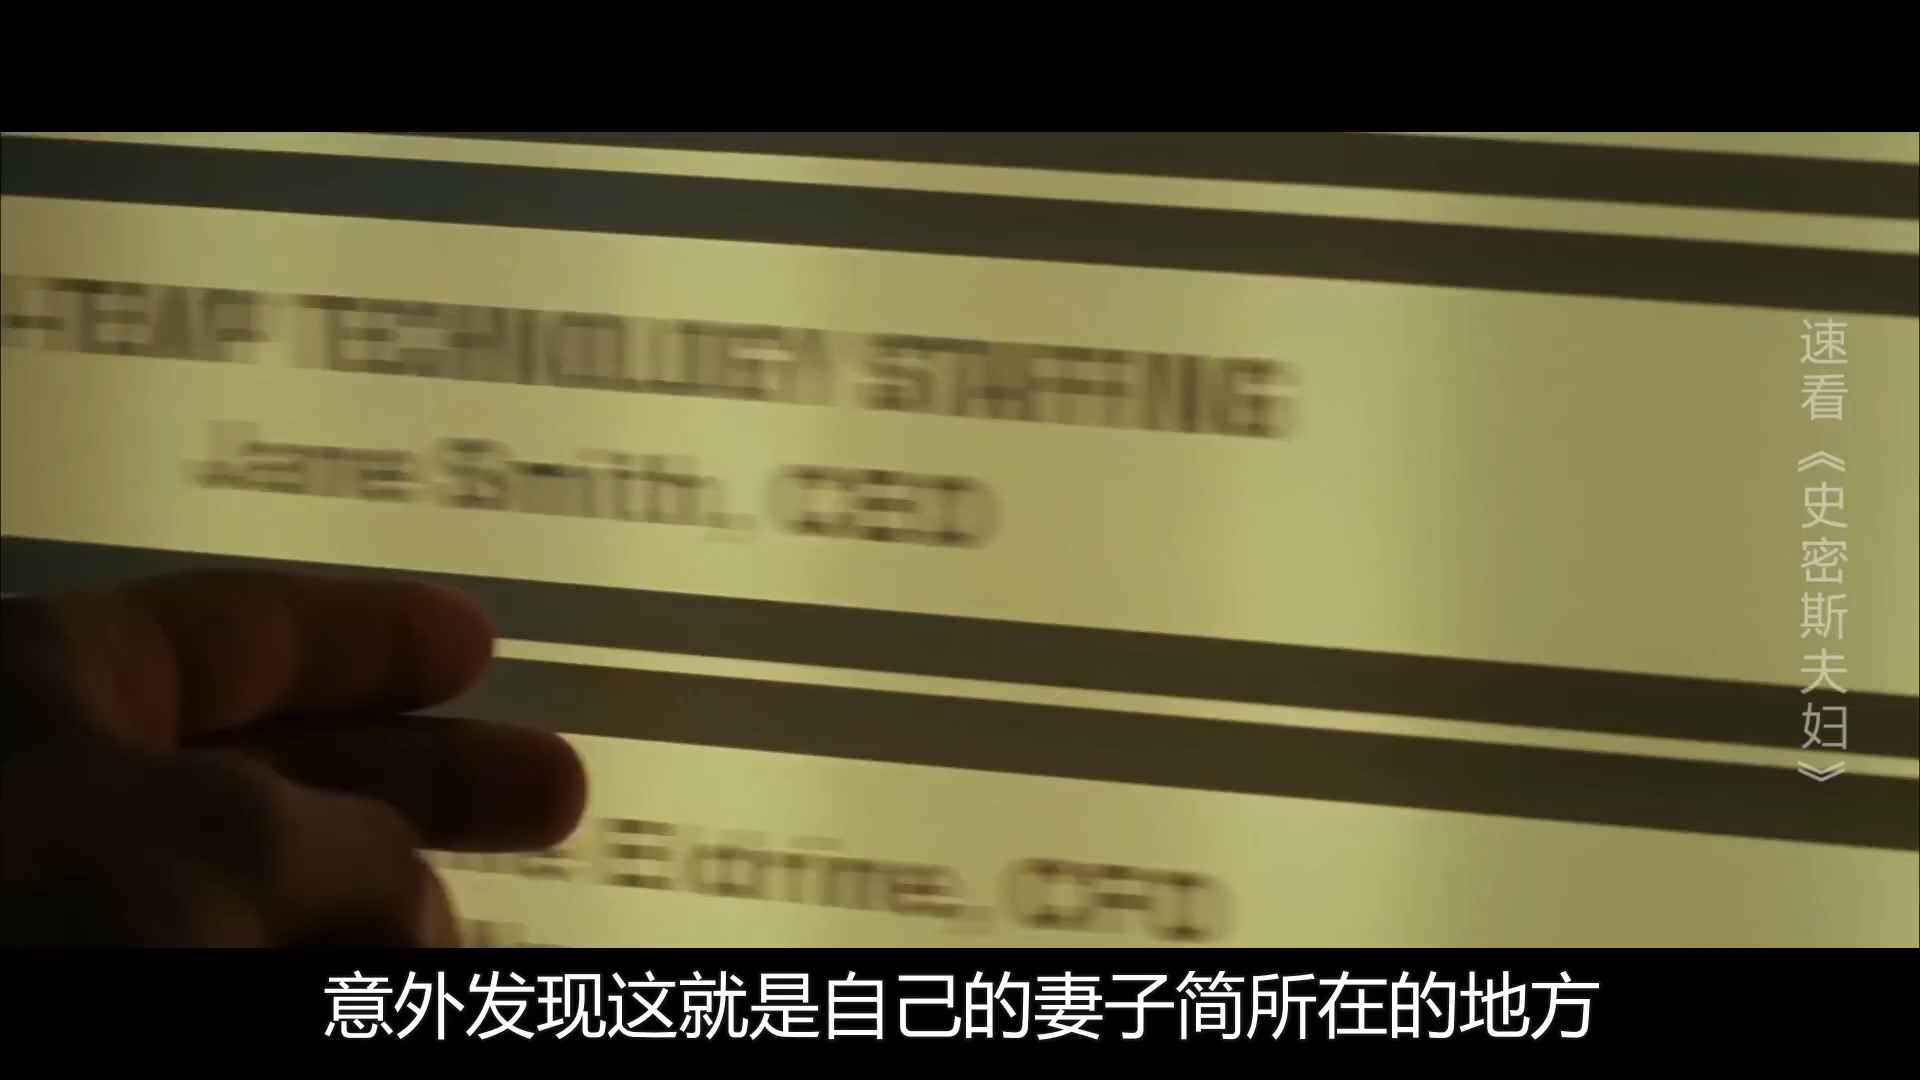 TECHNOLOGY STAFFING
Jane Smith, CEO
CFO
速看《史密斯夫妇》
意外发现这就是自己的妻子简所在的地方